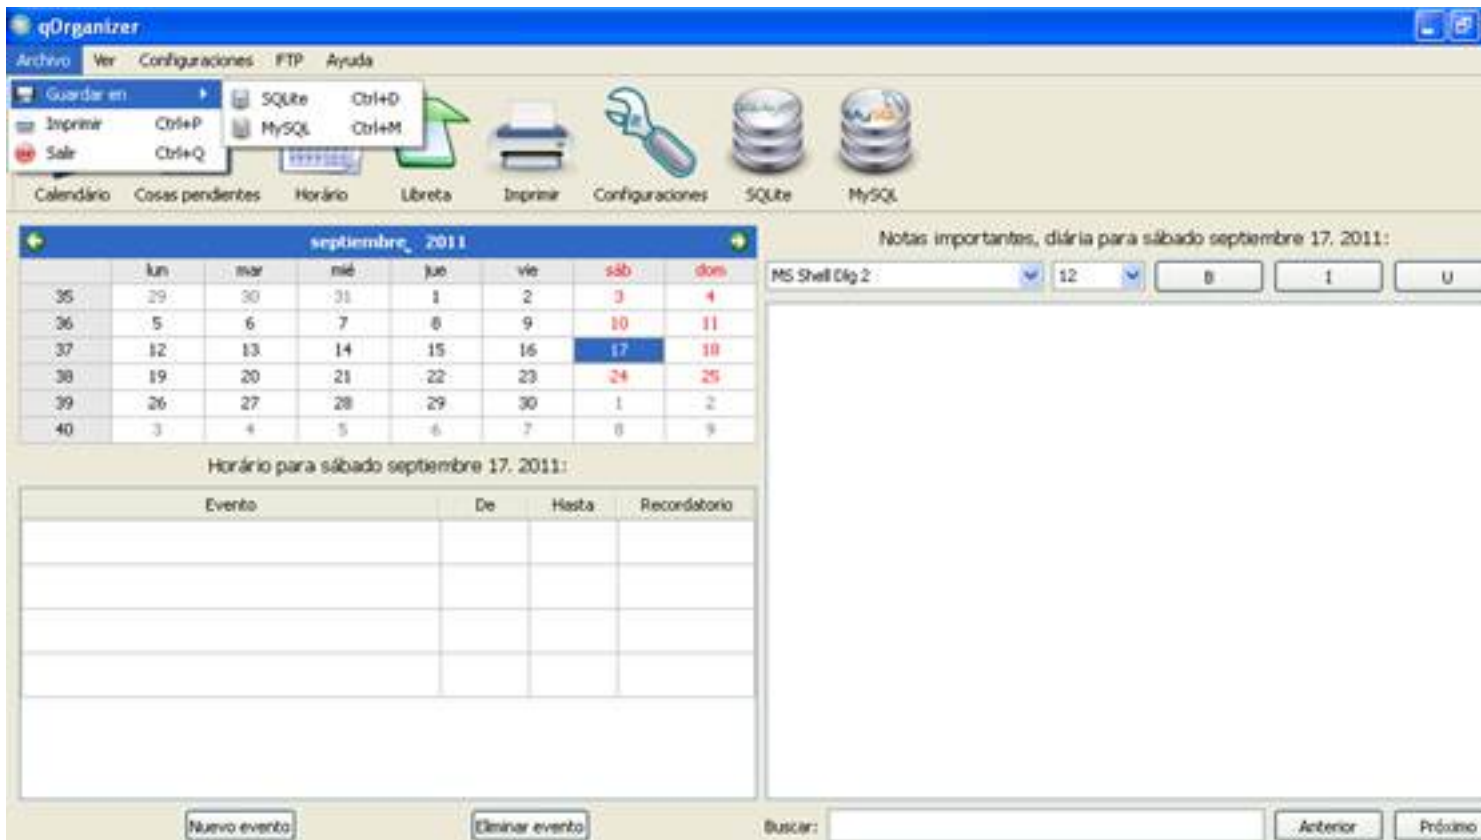 qOrganizer
Archivo Ver Configuraciones FTP Ayuda
Guardar en
Imprimir Ctrl+P
Salir Ctrl+Q
SQLite Ctrl+D
MySQL Ctrl+M
Calendário Cosas pendientes Horário Libreta Imprimir Configuraciones SQLite MySQL
septiembre, 2011
lun mar mié jue vie sáb dom
35 29 30 31 1 2 3 4
36 5 6 7 8 9 10 11
37 12 13 14 15 16 17 18
38 19 20 21 22 23 24 25
39 26 27 28 29 30 1 2
40 3 4 5 6 7 8 9
Horário para sábado septiembre 17. 2011:
Evento De Hasta Recordatorio
Nuevo evento Eliminar evento
Notas importantes, diária para sábado septiembre 17. 2011:
MS Shell Dlg 2 12 B I U
Buscar: Anterior Próximo